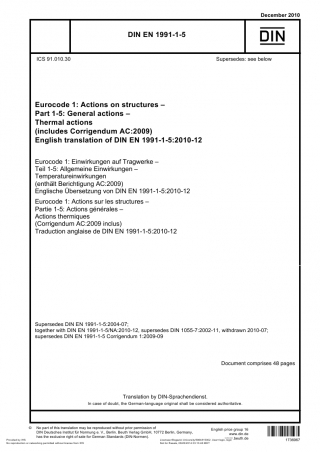 December 2010
DIN EN 1991-1-5
DIN
ICS 91.010.30
Supersedes: see below
Eurocode 1: Actions on structures –
Part 1-5: General actions –
Thermal actions
(includes Corrigendum AC:2009)
English translation of DIN EN 1991-1-5:2010-12
Eurocode 1: Einwirkungen auf Tragwerke –
Teil 1-5: Allgemeine Einwirkungen –
Temperatureinwirkungen
(enthält Berichtigung AC:2009)
Englische Übersetzung von DIN EN 1991-1-5:2010-12
Eurocode 1: Actions sur les structures –
Partie 1-5: Actions générales –
Actions thermiques
(Corrigendum AC:2009 inclus)
Traduction anglaise de DIN EN 1991-1-5:2010-12
Supersedes DIN EN 1991-1-5:2004-07;
together with DIN EN 1991-1-5/NA:2010-12, supersedes DIN 1055-7:2002-11, withdrawn 2010-07;
supersedes DIN EN 1991-1-5 Corrigendum 1:2009-09
Document comprises 48 pages
Translation by DIN-Sprachendienst.
In case of doubt, the German-language original shall be considered authoritative.
© No part of this translation may be reproduced without prior permission of
DIN Deutsches Institut für Normung e. V., Berlin. Beuth Verlag GmbH, 10772 Berlin, Germany,
has the exclusive right of sale for German Standards (DIN-Normen).
English price group 16
www.din.de
www.beuth.de